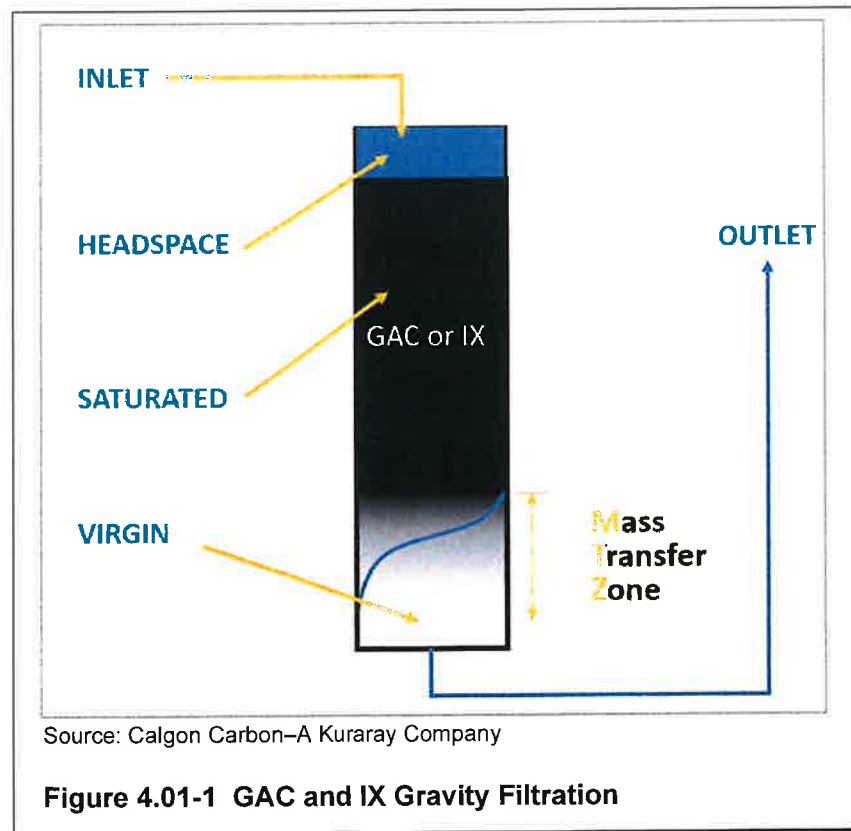 INLET
HEADSPACE
OUTLET
GAC or IX
SATURATED
VIRGIN
Mass
Transfer
Zone
Source: Calgon Carbon–A Kuraray Company
Figure 4.01-1 GAC and IX Gravity Filtration